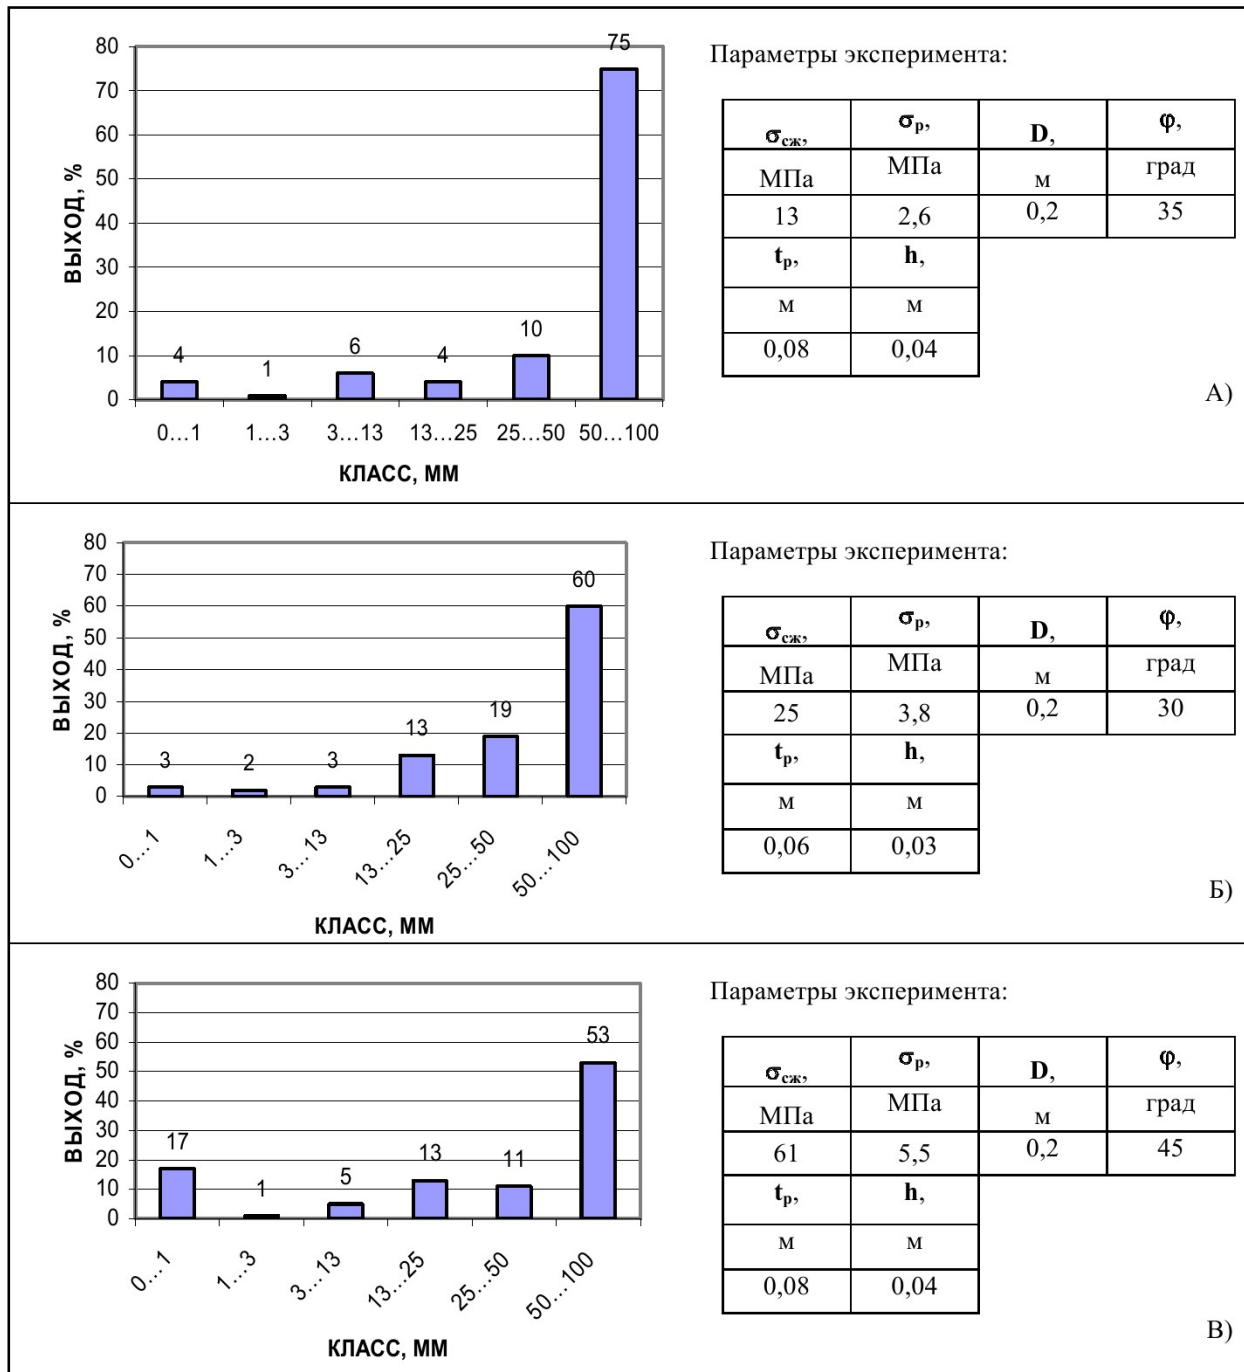 80
70
60
50
40
30
20
10
0
ВЫХОД, %
4
1
6
4
10
75
0...1 1...3 3...13 13...25 25...50 50...100
КЛАСС, ММ
Параметры эксперимента:
σсж, σр, D, φ,
МПа МПа м град
13 2,6 0,2 35
tр, h,
м м
0,08 0,04
А)
80
70
60
50
40
30
20
10
0
ВЫХОД, %
3
2
3
13
19
60
0...1 1...3 3...13 13...25 25...50 50...100
КЛАСС, ММ
Параметры эксперимента:
σсж, σр, D, φ,
МПа МПа м град
25 3,8 0,2 30
tр, h,
м м
0,06 0,03
Б)
80
70
60
50
40
30
20
10
0
ВЫХОД, %
17
1
5
13
11
53
0...1 1...3 3...13 13...25 25...50 50...100
КЛАСС, ММ
Параметры эксперимента:
σсж, σр, D, φ,
МПа МПа м град
61 5,5 0,2 45
tр, h,
м м
0,08 0,04
В)